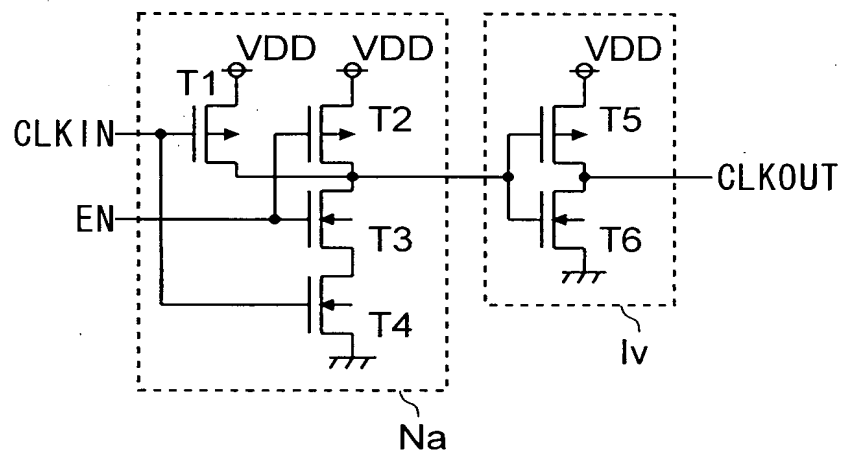 VDD VDD VDD
T1
T2 T5
CLKIN
CLKOUT
EN
T3 T6
T4
Iv
Na